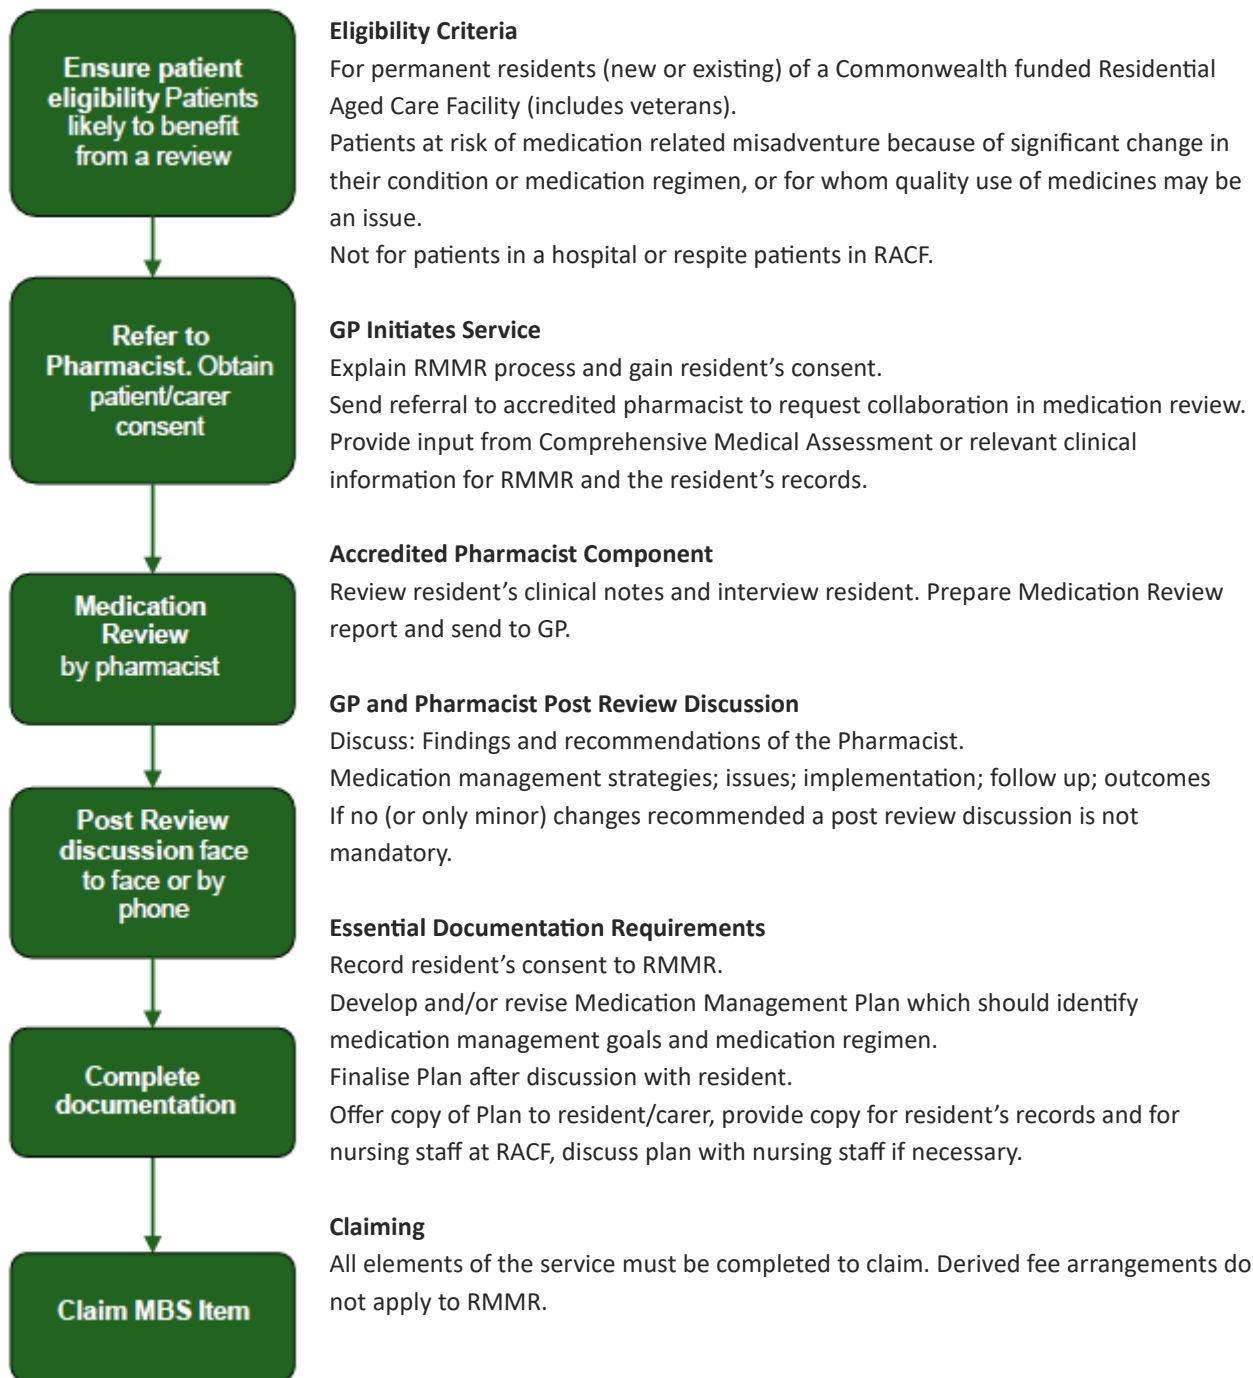 Ensure patient
eligibility Patients
likely to benefit
from a review
Eligibility Criteria
For permanent residents (new or existing) of a Commonwealth funded Residential
Aged Care Facility (includes veterans).
Patients at risk of medication related misadventure because of significant change in
their condition or medication regimen, or for whom quality use of medicines may be
an issue.
Not for patients in a hospital or respite patients in RACF.
Refer to
Pharmacist. Obtain
patient/carer
consent
GP Initiates Service
Explain RMMR process and gain resident’s consent.
Send referral to accredited pharmacist to request collaboration in medication review.
Provide input from Comprehensive Medical Assessment or relevant clinical
information for RMMR and the resident’s records.
Medication
Review
by pharmacist
Accredited Pharmacist Component
Review resident’s clinical notes and interview resident. Prepare Medication Review
report and send to GP.
Post Review
discussion face
to face or by
phone
GP and Pharmacist Post Review Discussion
Discuss: Findings and recommendations of the Pharmacist.
Medication management strategies; issues; implementation; follow up; outcomes
If no (or only minor) changes recommended a post review discussion is not
mandatory.
Complete
documentation
Essential Documentation Requirements
Record resident’s consent to RMMR.
Develop and/or revise Medication Management Plan which should identify
medication management goals and medication regimen.
Finalise Plan after discussion with resident.
Offer copy of Plan to resident/carer, provide copy for resident’s records and for
nursing staff at RACF, discuss plan with nursing staff if necessary.
Claim MBS Item
Claiming
All elements of the service must be completed to claim. Derived fee arrangements do
not apply to RMMR.